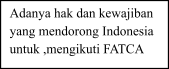 Adanya hak dan kewajiban
yang mendorong Indonesia
untuk ,mengikuti FATCA